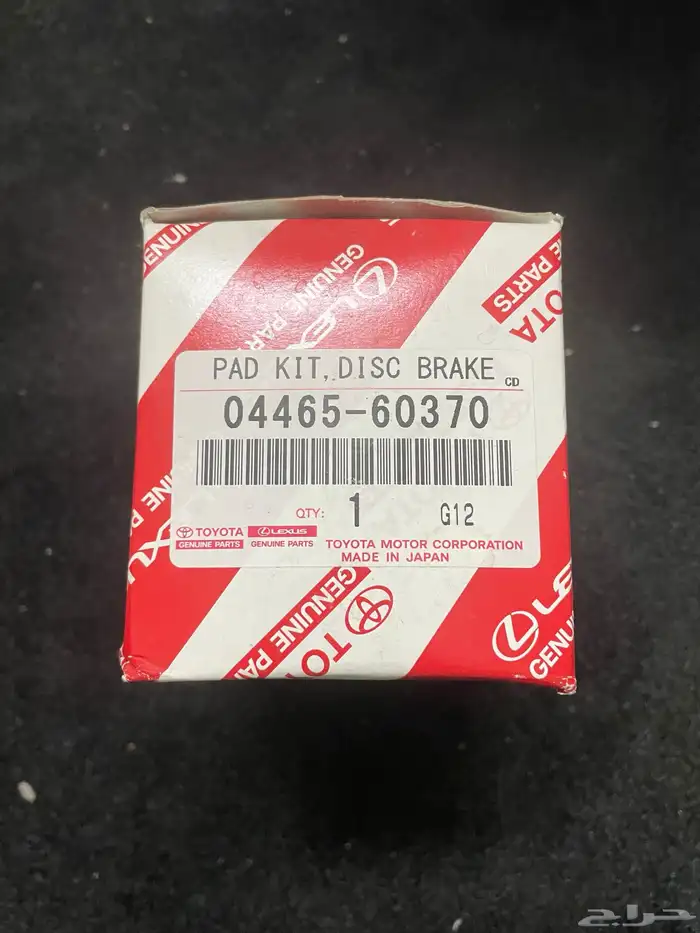 GENUINE
LEXUS
GENUINE PARTS
TOYOTA
PARTS
PAD KIT, DISC BRAKE CD
04465-60370
QTY: 1 G12
TOYOTA LEXUS
GENUINE PARTS GENUINE PARTS
TOYOTA MOTOR CORPORATION
MADE IN JAPAN
GENUINE PARTS
حراج